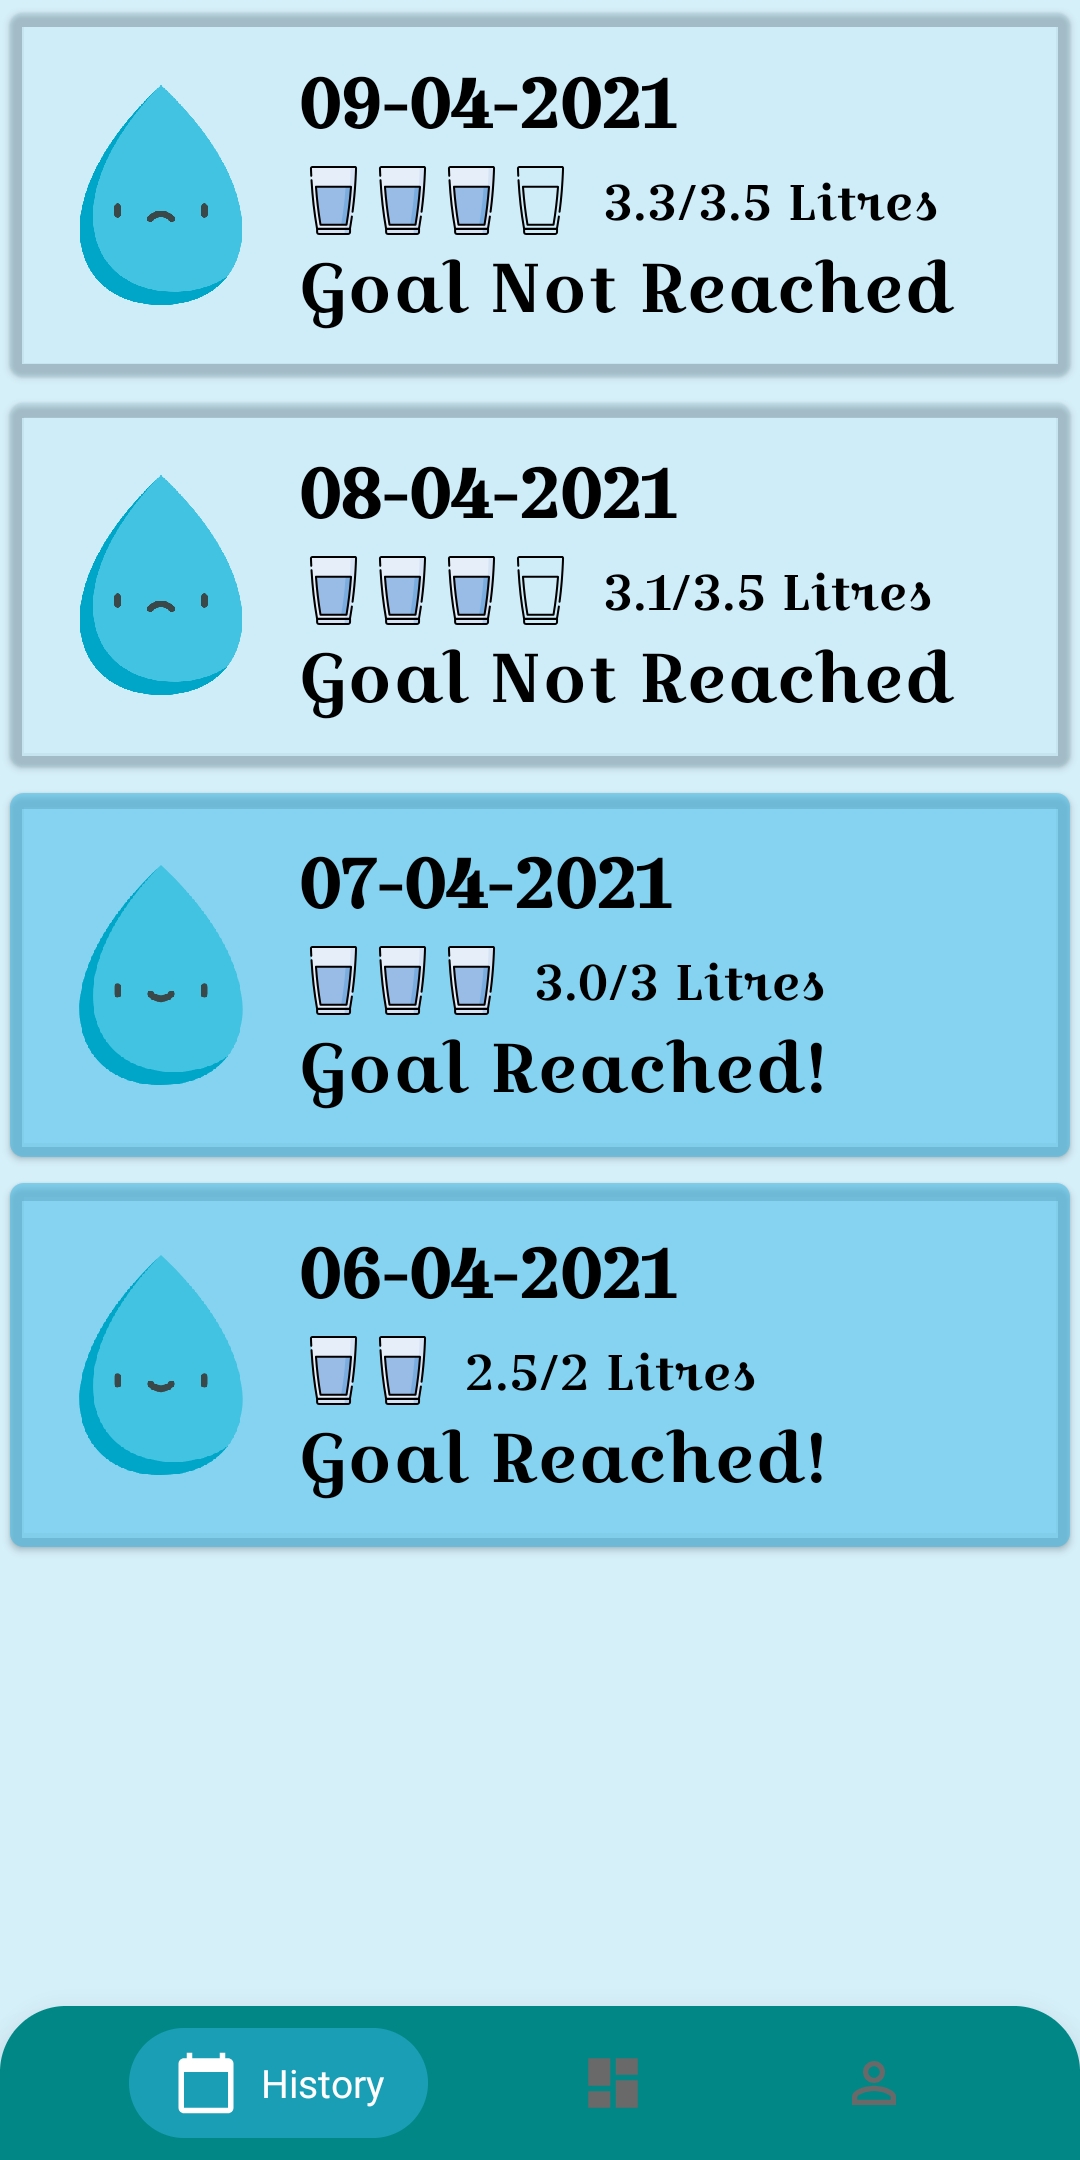 09-04-2021
3.3/3.5 Litres
Goal Not Reached
08-04-2021
3.1/3.5 Litres
Goal Not Reached
07-04-2021
3.0/3 Litres
Goal Reached!
06-04-2021
2.5/2 Litres
Goal Reached!
History